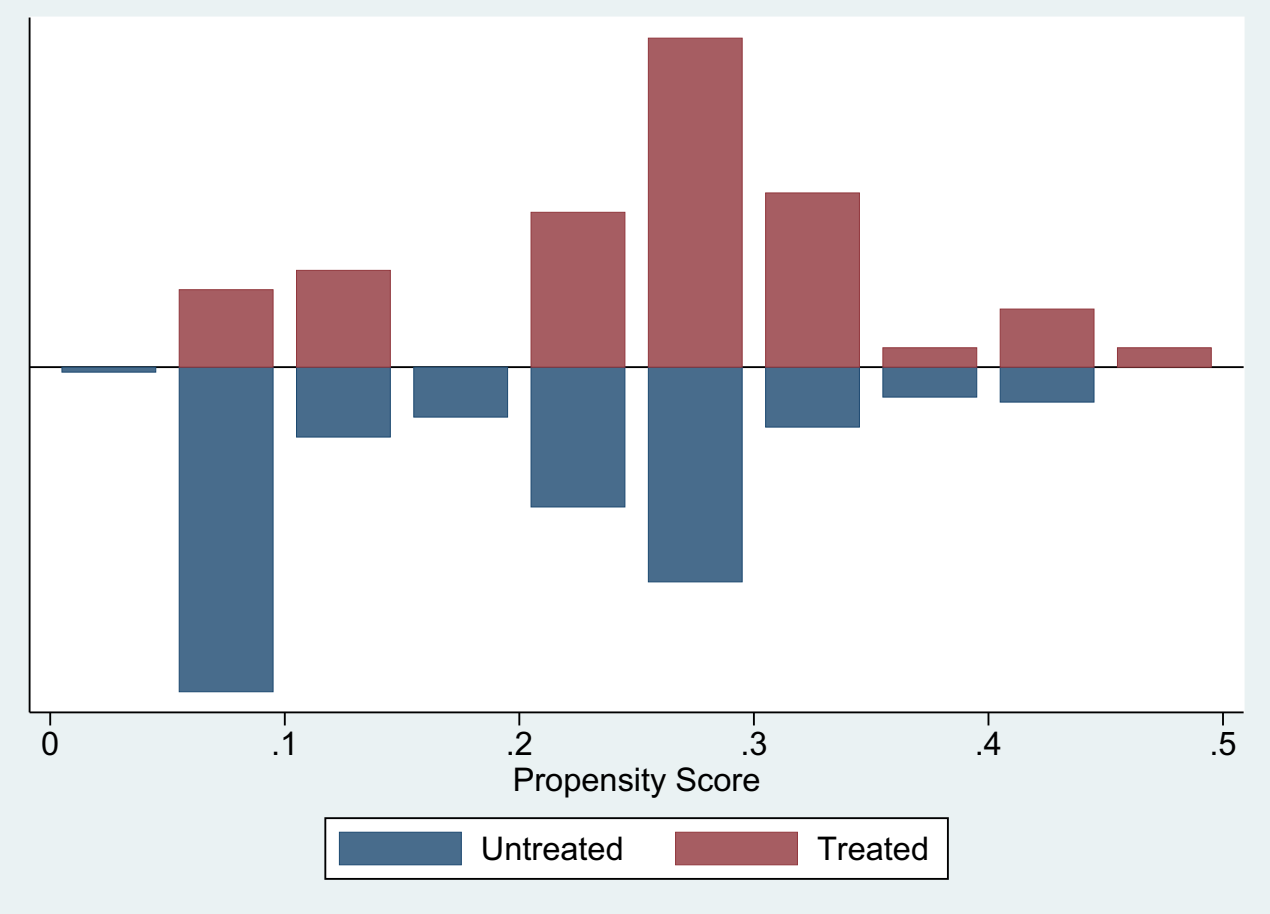 0 .1 .2 .3 .4 .5
Propensity Score
Untreated Treated